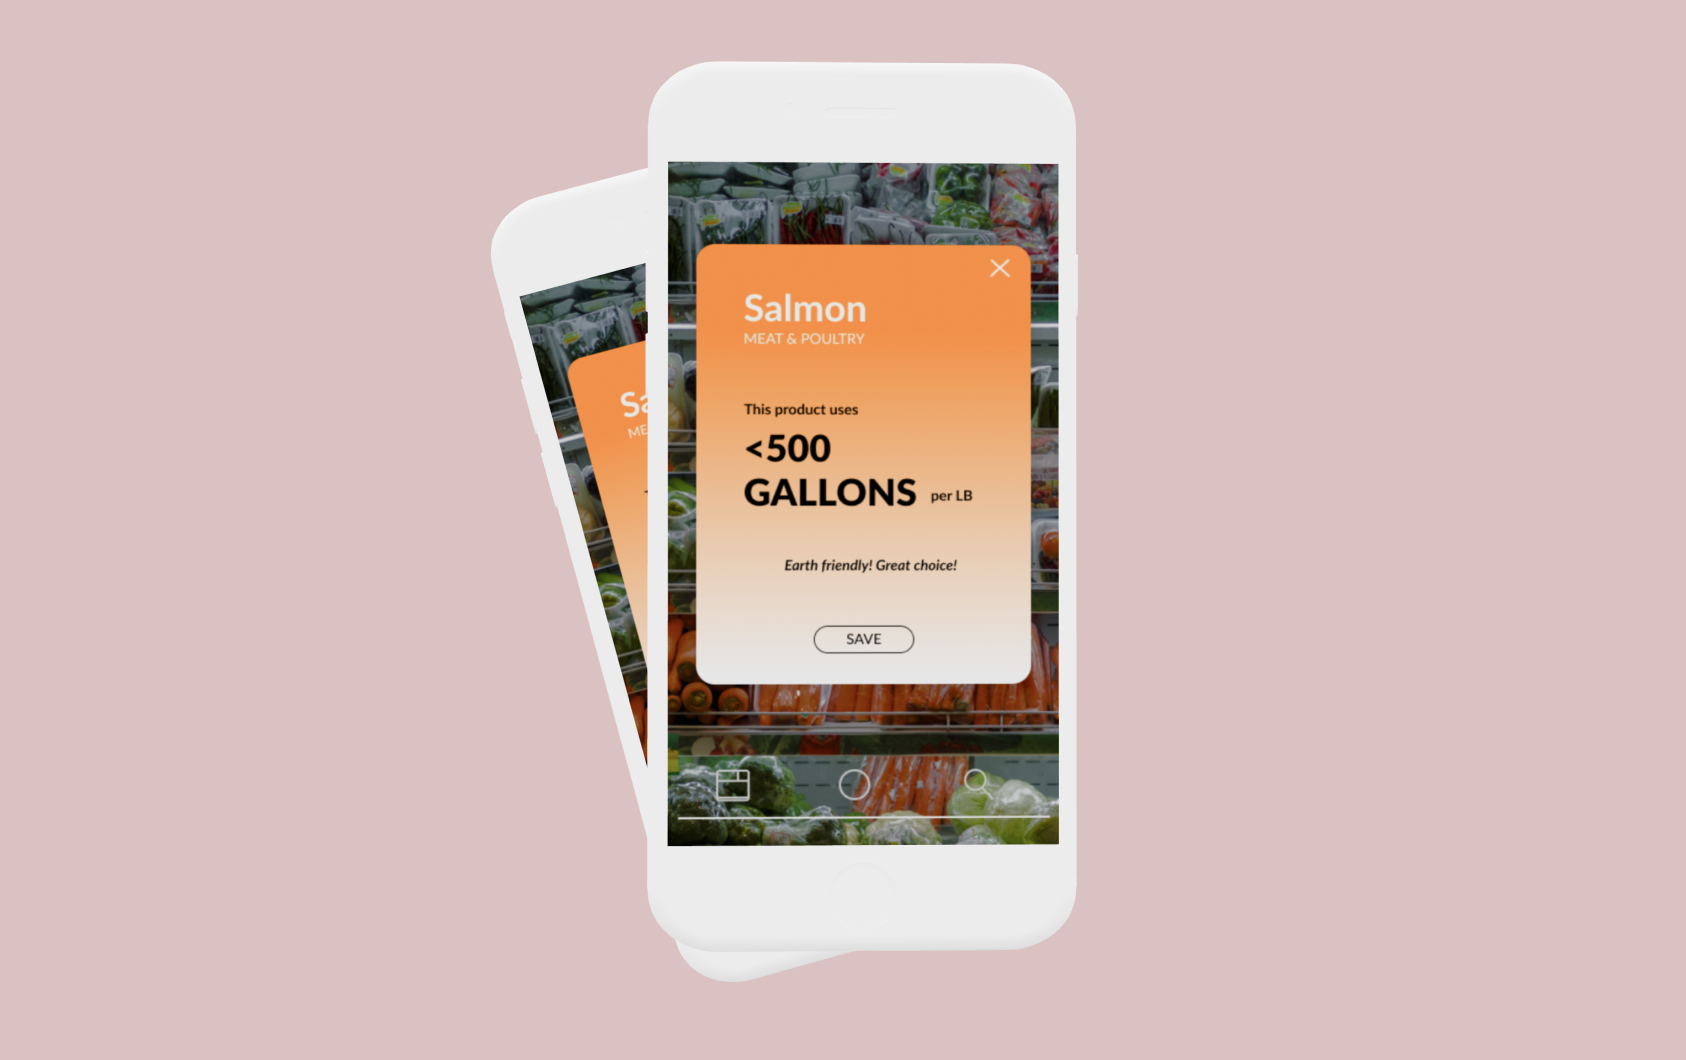 Salmon
MEAT & POULTRY
This product uses
<500
GALLONS per LB
Earth friendly! Great choice!
SAVE
Sa
ME